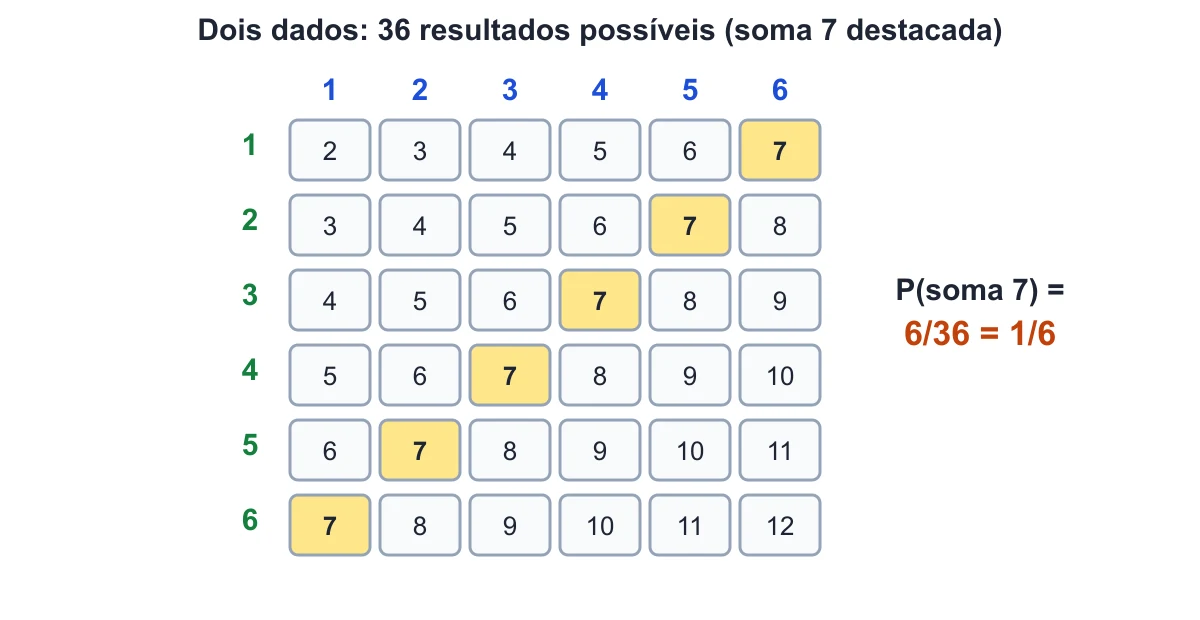 Dois dados: 36 resultados possíveis (soma 7 destacada)
1 2 3 4 5 6
1 2 3 4 5 6 7
2 3 4 5 6 7 8
3 4 5 6 7 8 9
4 5 6 7 8 9 10
5 6 7 8 9 10 11
6 7 8 9 10 11 12
P(soma 7) =
6/36 = 1/6